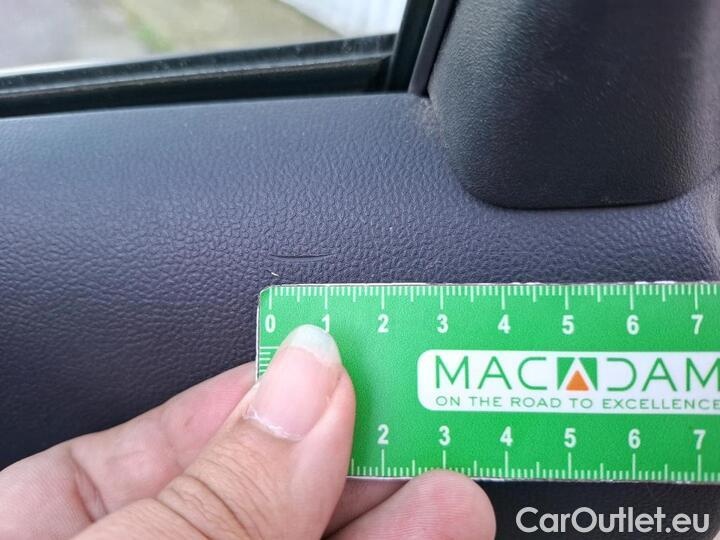 0 1 2 3 4 5 6 7
MACADAM
ON THE ROAD TO EXCELLENCE
2 3 4 5 6 7
CarOutlet.eu